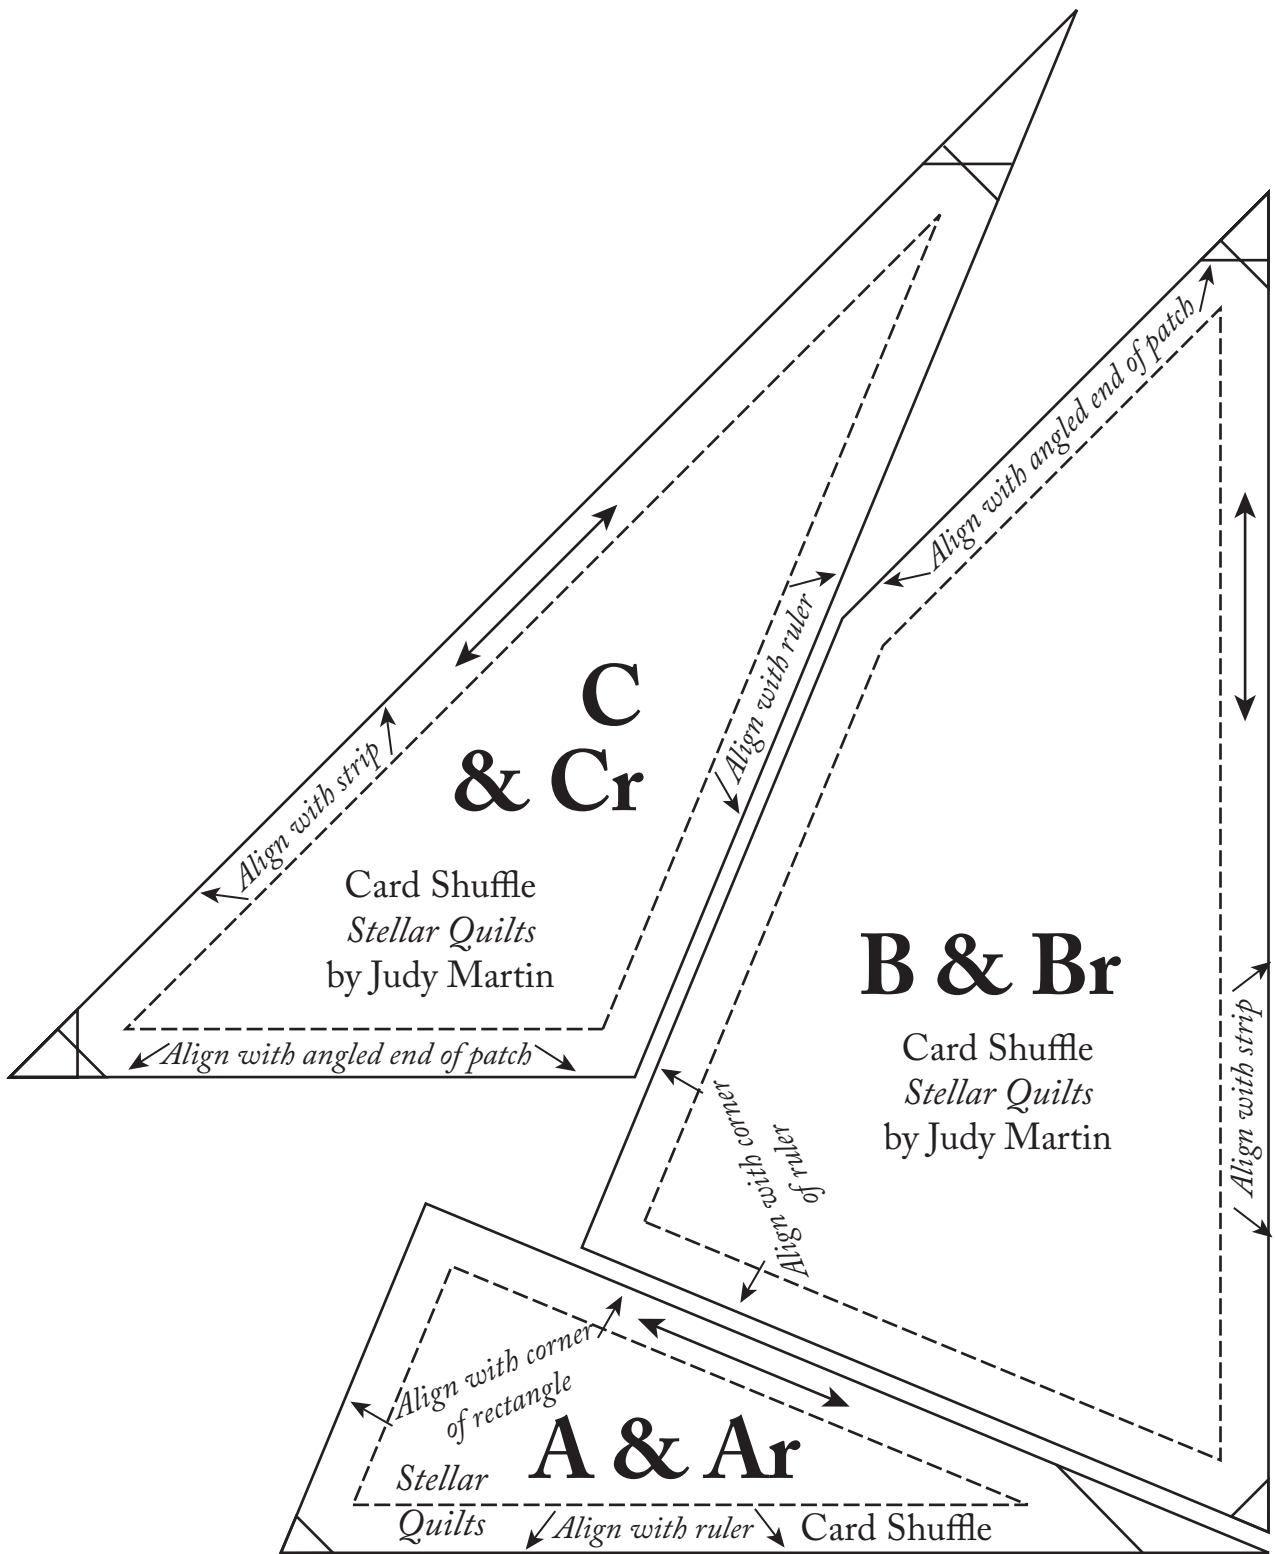 Align with angled end of patch
Align with ruler
Align with strip
C
& Cr
Card Shuffle
Stellar Quilts
by Judy Martin
Align with angled end of patch
B & Br
Card Shuffle
Stellar Quilts
by Judy Martin
Align with strip
Align with corner
of ruler
Align with corner
of rectangle
A & Ar
Stellar
Quilts
Align with ruler
Card Shuffle